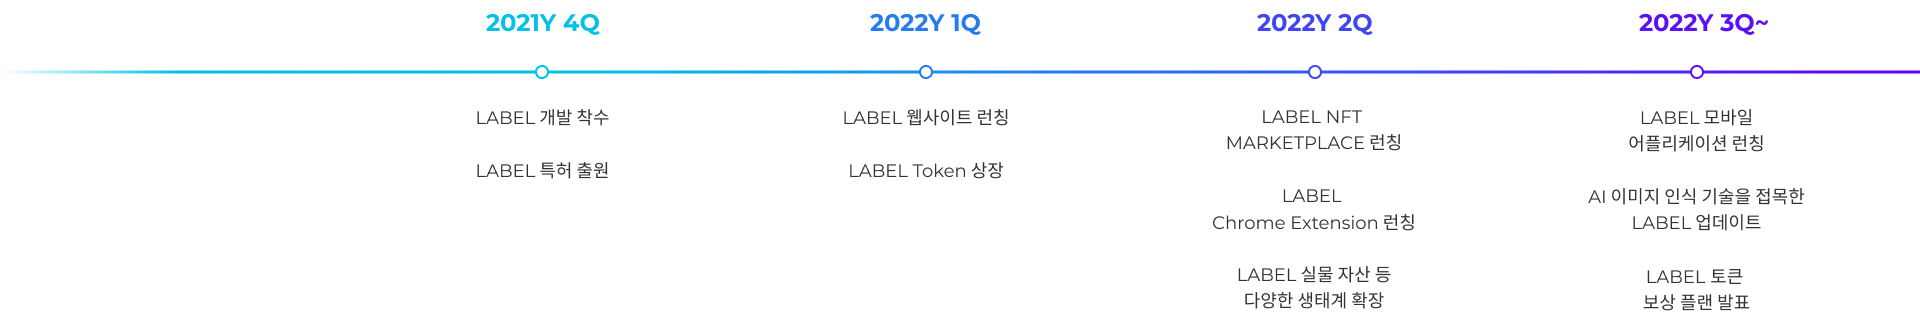 2021Y 4Q
LABEL 개발 착수
LABEL 특허 출원
2022Y 1Q
LABEL 웹사이트 런칭
LABEL Token 상장
2022Y 2Q
LABEL NFT
MARKETPLACE 런칭
LABEL
Chrome Extension 런칭
LABEL 실물 자산 등
다양한 생태계 확장
2022Y 3Q~
LABEL 모바일
어플리케이션 런칭
AI 이미지 인식 기술을 접목한
LABEL 업데이트
LABEL 토큰
보상 플랜 발표